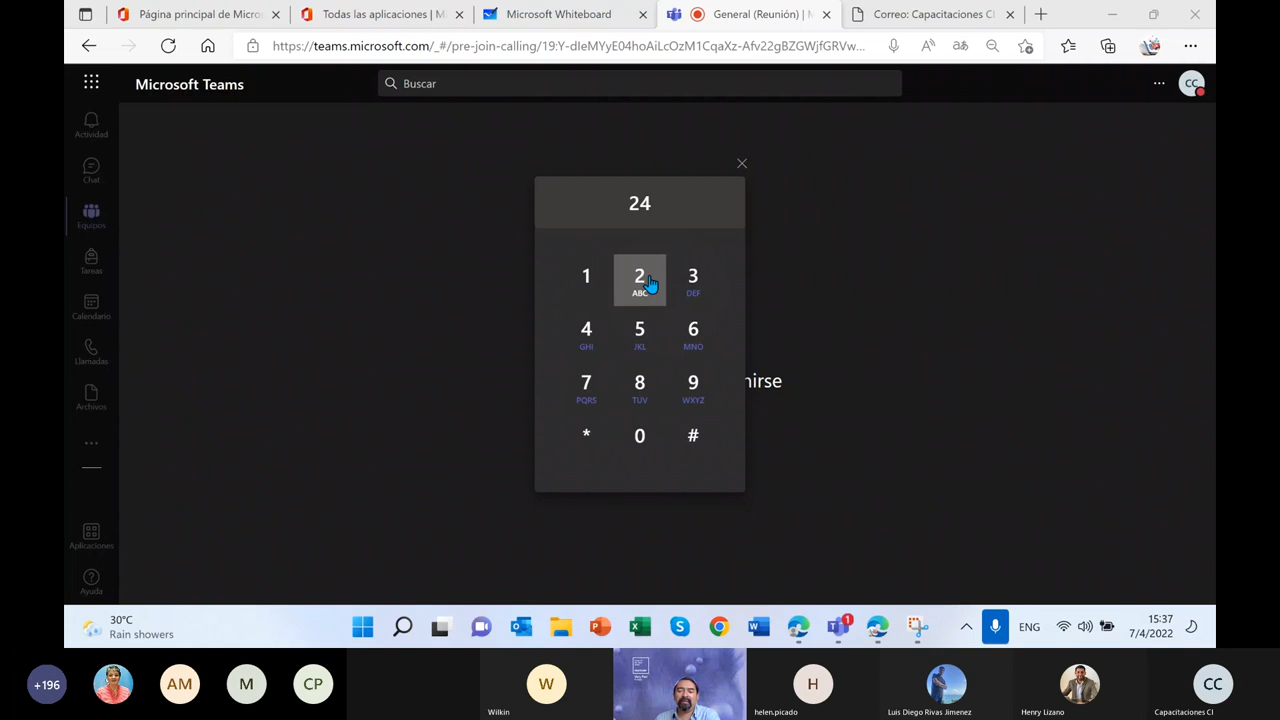 Página principal de Micros
Todas las aplicaciones | M
Microsoft Whiteboard
General (Reunión) | M
Correo: Capacitaciones CI
https://teams.microsoft.com/_#/pre-join-calling/19:Y-dIeMYyE04hoAiLcOzM1CqaXz-Afv22gBZGWjfGRVw...
Microsoft Teams
Buscar
CC
Actividad
Chat
Equipos
Tareas
Calendario
Llamadas
Archivos
Aplicaciones
Ayuda
24
1 2 3
ABC DEF
4 5 6
GHI JKL MNO
7 8 9
PQRS TUV WXYZ
* 0 #
nirse
30°C
Rain showers
1
ENG
15:37
7/4/2022
+196
AM
M
CP
W
Wilkin
H
helen.picado
Luis Diego Rivas Jimenez
Henry Lizano
CC
Capacitaciones CI